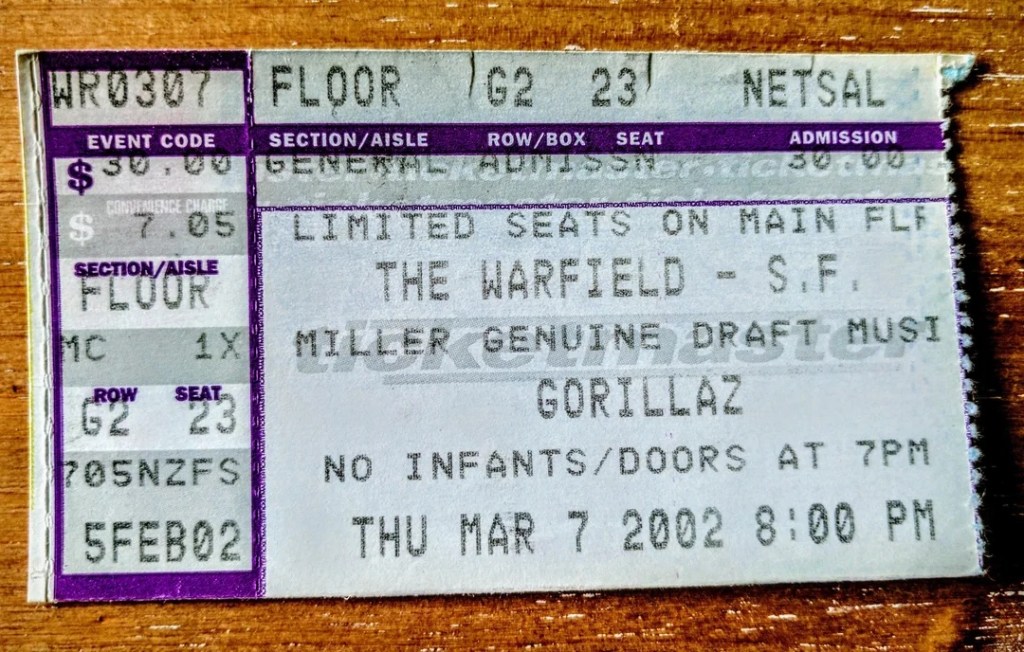 WR0307
EVENT CODE
$ 30.00
CONVENIENCE CHARGE
$ 7.05
SECTION/AISLE
FLOOR
MC 1X
ROW SEAT
G2 23
705NZFS
5FEB02
FLOOR G2 23 NETSAL
SECTION/AISLE ROW/BOX SEAT ADMISSION
GENERAL ADMISSN 30.00
LIMITED SEATS ON MAIN FLR
THE WARFIELD - S.F.
MILLER GENUINE DRAFT MUSI
ticketmaster
GORILLAZ
NO INFANTS/DOORS AT 7PM
THU MAR 7 2002 8:00 PM